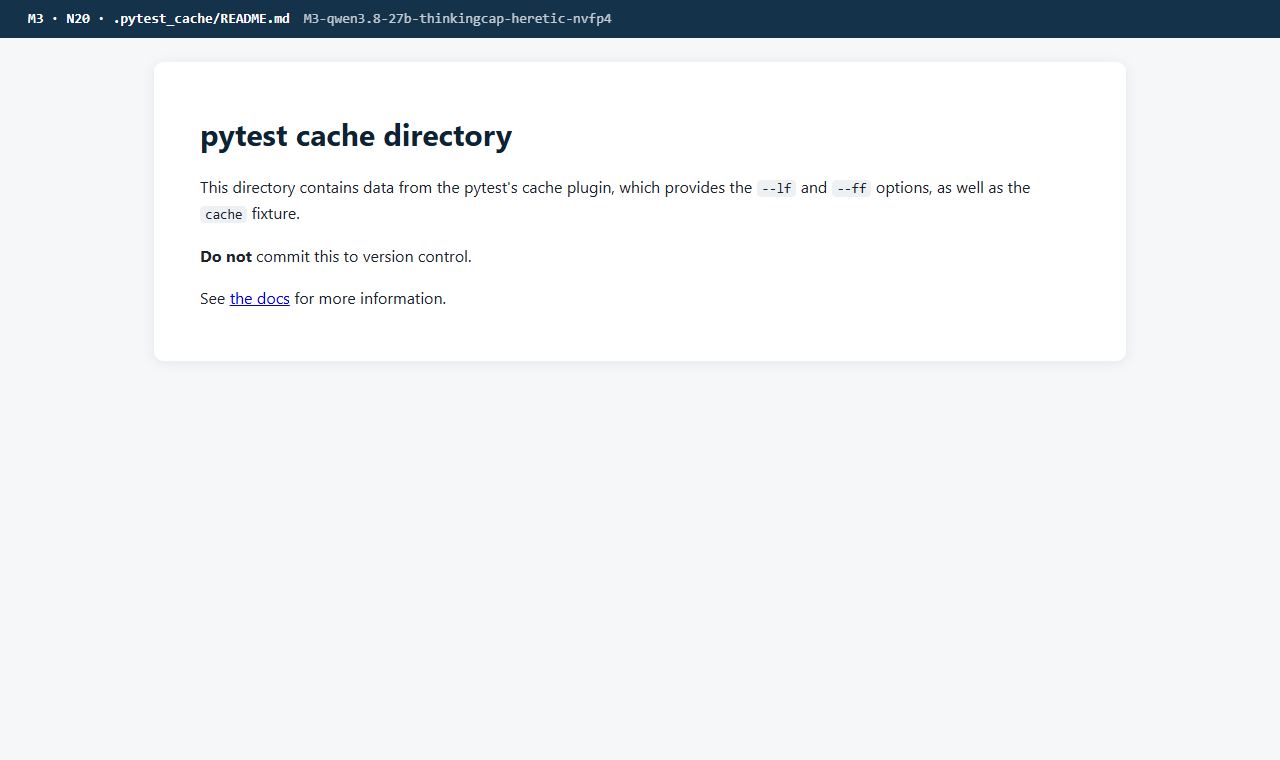 M3 · N20 · .pytest_cache/README.md M3-qwen3.8-27b-thinkingcap-heretic-nvfp4
pytest cache directory
This directory contains data from the pytest's cache plugin, which provides the --lf and --ff options, as well as the
cache fixture.
Do not commit this to version control.
See the docs for more information.